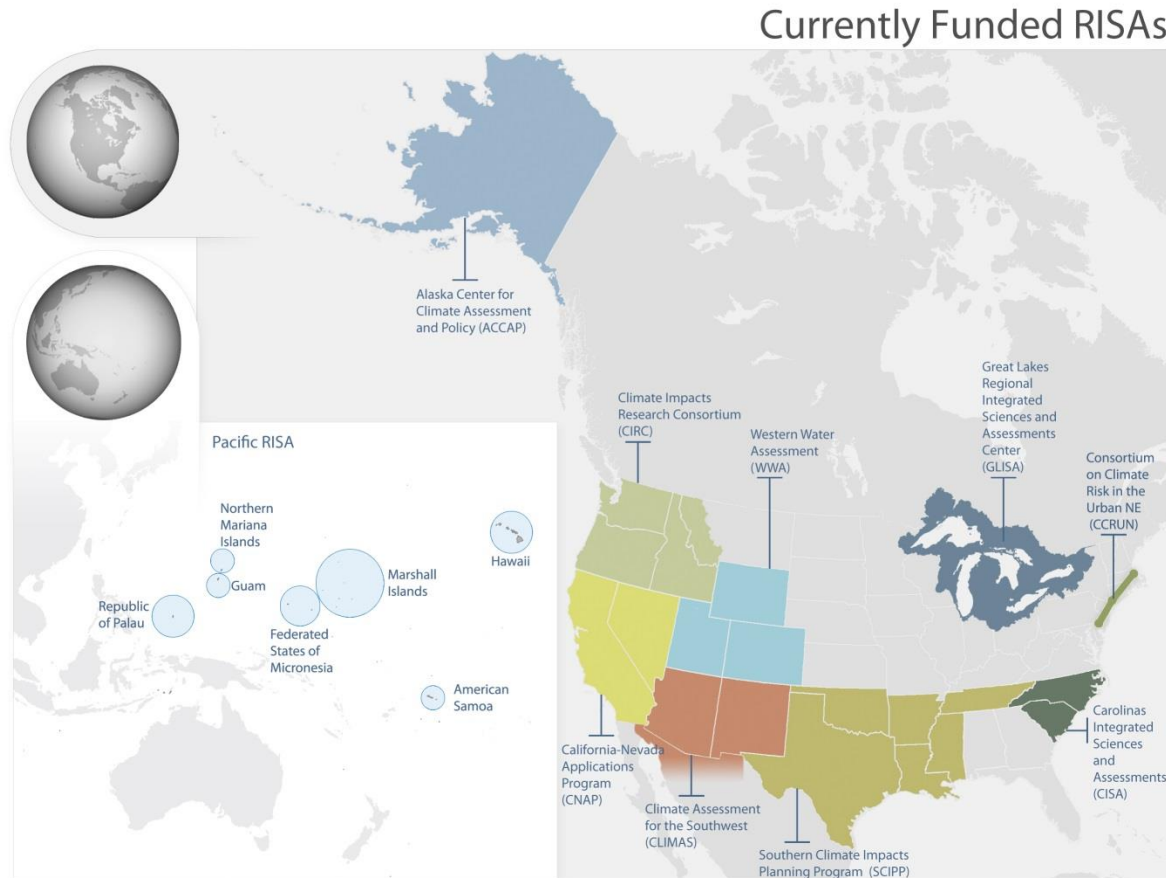 Currently Funded RISAs
Alaska Center for
Climate Assessment
and Policy (ACCAP)
Pacific RISA
Northern
Mariana
Islands
Guam
Republic
of Palau
Federated
States of
Micronesia
Marshall
Islands
Hawaii
American
Samoa
Climate Impacts
Research Consortium
(CIRC)
Western Water
Assessment
(WWA)
Great Lakes
Regional
Integrated
Sciences and
Assessments
Center
(GLISA)
Consortium
on Climate
Risk in the
Urban NE
(CCRUN)
California-Nevada
Applications
Program
(CNAP)
Climate Assessment
for the Southwest
(CLIMAS)
Southern Climate Impacts
Planning Program (SCIPP)
Carolinas
Integrated
Sciences
and
Assessments
(CISA)